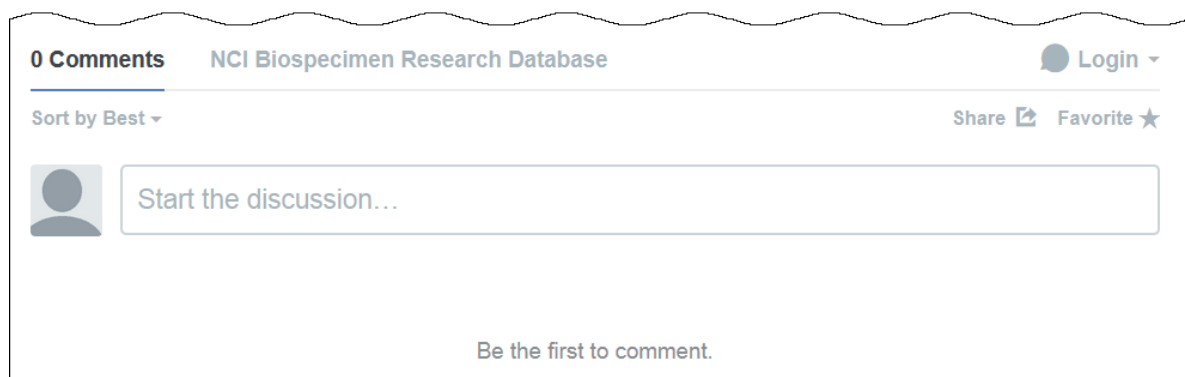 0 Comments NCI Biospecimen Research Database Login
Sort by Best Share Favorite
Start the discussion…
Be the first to comment.